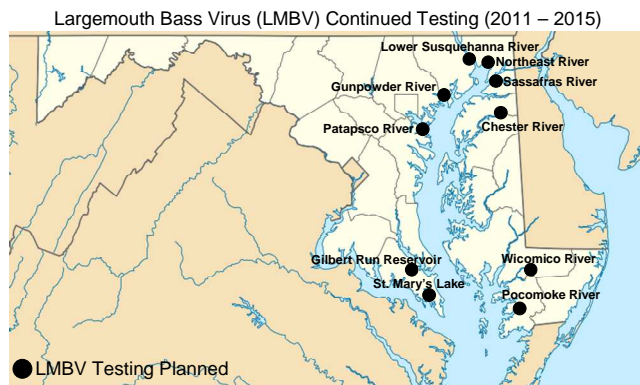 Largemouth Bass Virus (LMBV) Continued Testing (2011 – 2015)
Lower Susquehanna River
Northeast River
Sassafras River
Gunpowder River
Chester River
Patapsco River
Gilbert Run Reservoir
Wicomico River
St. Mary's Lake
Pocomoke River
LMBV Testing Planned